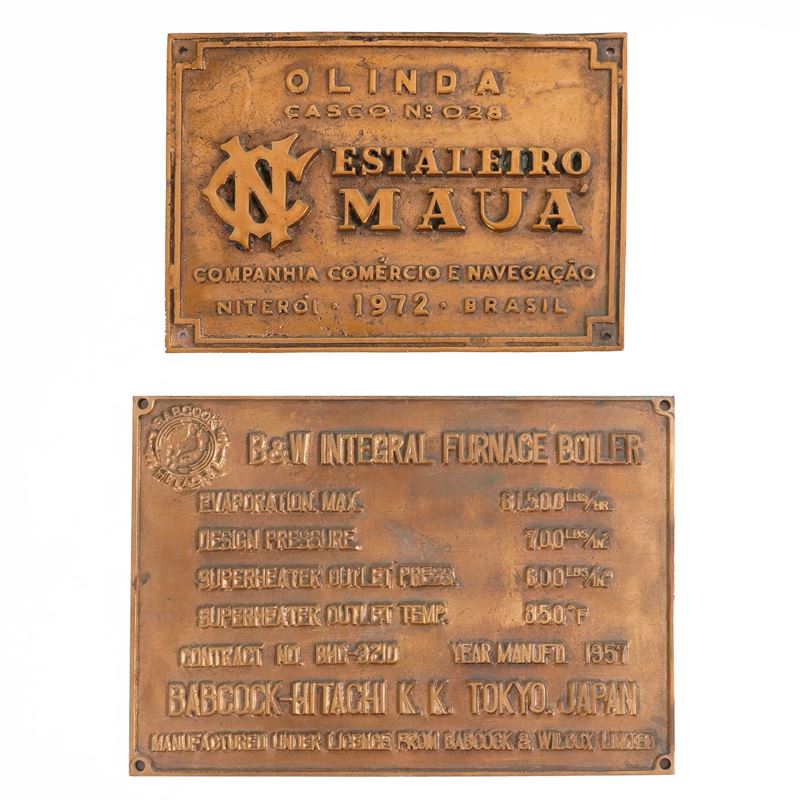 OLINDA
CASCO Nº 028
CNC ESTALEIRO
MAUÁ
COMPANHIA COMÉRCIO E NAVEGAÇÃO
NITERÓI · 1972 · BRASIL
BABCOCK
HITACHI
B&W INTEGRAL FURNACE BOILER
EVAPORATION MAX. 81,500 LBS/HR.
DESIGN PRESSURE 700 LBS/IN²
SUPERHEATER OUTLET PRESS. 600 LBS/IN²
SUPERHEATER OUTLET TEMP. 850°F
CONTRACT NO. BHC-3210 YEAR MANUF'D 1957
BABCOCK-HITACHI K. K. TOKYO, JAPAN
MANUFACTURED UNDER LICENCE FROM BABCOCK & WILCOX LIMITED